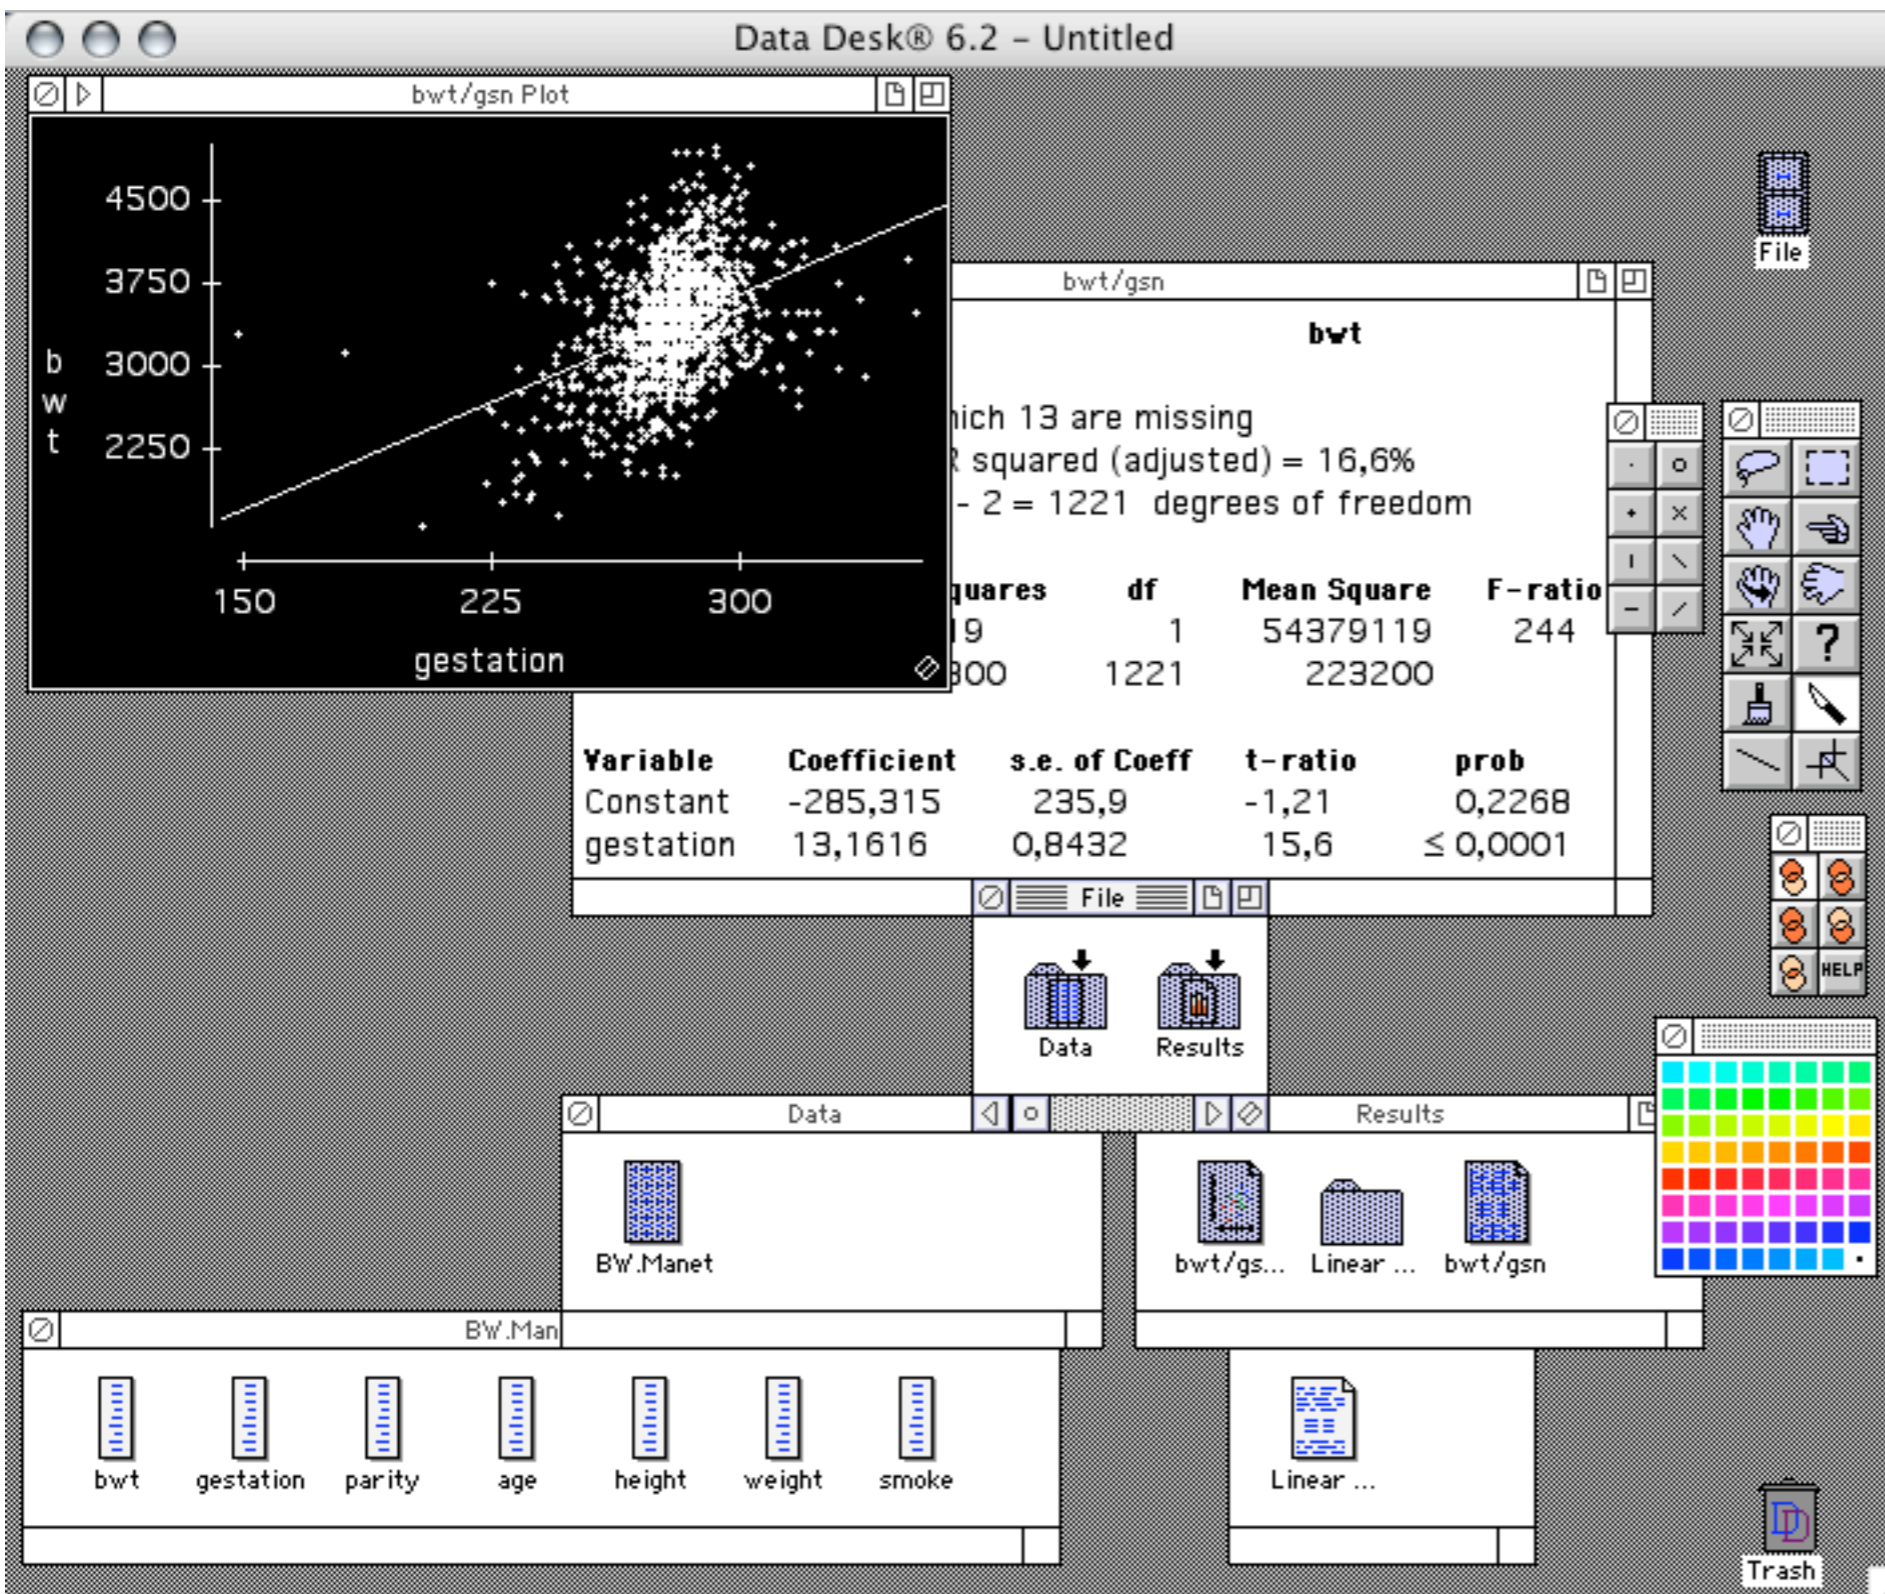 Data Desk® 6.2 – Untitled
bwt/gsn Plot
4500
3750
3000
2250
bwt
150 225 300
gestation
File
bwt/gsn
bwt
13 are missing
squared (adjusted) = 16,6%
- 2 = 1221 degrees of freedom
df Mean Square F-ratio
1 54379119 244
1221 223200
Variable Coefficient s.e. of Coeff t-ratio prob
Constant -285,315 235,9 -1,21 0,2268
gestation 13,1616 0,8432 15,6 ≤ 0,0001
?
HELP
File
Data Results
Data
BW.Manet
Results
bwt/gs... Linear ... bwt/gsn
BW.Man
bwt gestation parity age height weight smoke
Linear ...
DD
Trash